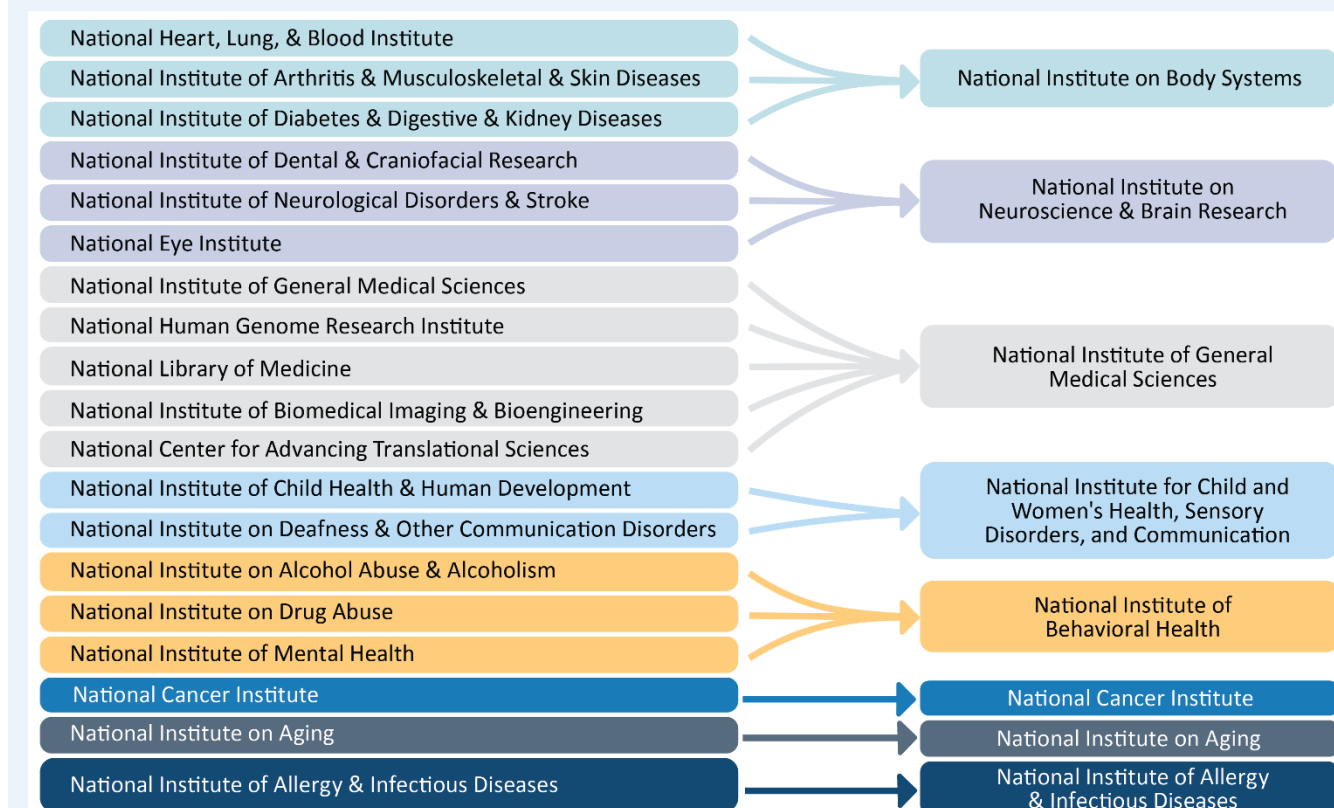 National Heart, Lung, & Blood Institute
National Institute of Arthritis & Musculoskeletal & Skin Diseases
National Institute of Diabetes & Digestive & Kidney Diseases
National Institute on Body Systems
National Institute of Dental & Craniofacial Research
National Institute of Neurological Disorders & Stroke
National Eye Institute
National Institute on
Neuroscience & Brain Research
National Institute of General Medical Sciences
National Human Genome Research Institute
National Library of Medicine
National Institute of Biomedical Imaging & Bioengineering
National Center for Advancing Translational Sciences
National Institute of General
Medical Sciences
National Institute of Child Health & Human Development
National Institute on Deafness & Other Communication Disorders
National Institute for Child and
Women's Health, Sensory
Disorders, and Communication
National Institute on Alcohol Abuse & Alcoholism
National Institute on Drug Abuse
National Institute of Mental Health
National Institute of
Behavioral Health
National Cancer Institute
National Cancer Institute
National Institute on Aging
National Institute on Aging
National Institute of Allergy & Infectious Diseases
National Institute of Allergy
& Infectious Diseases